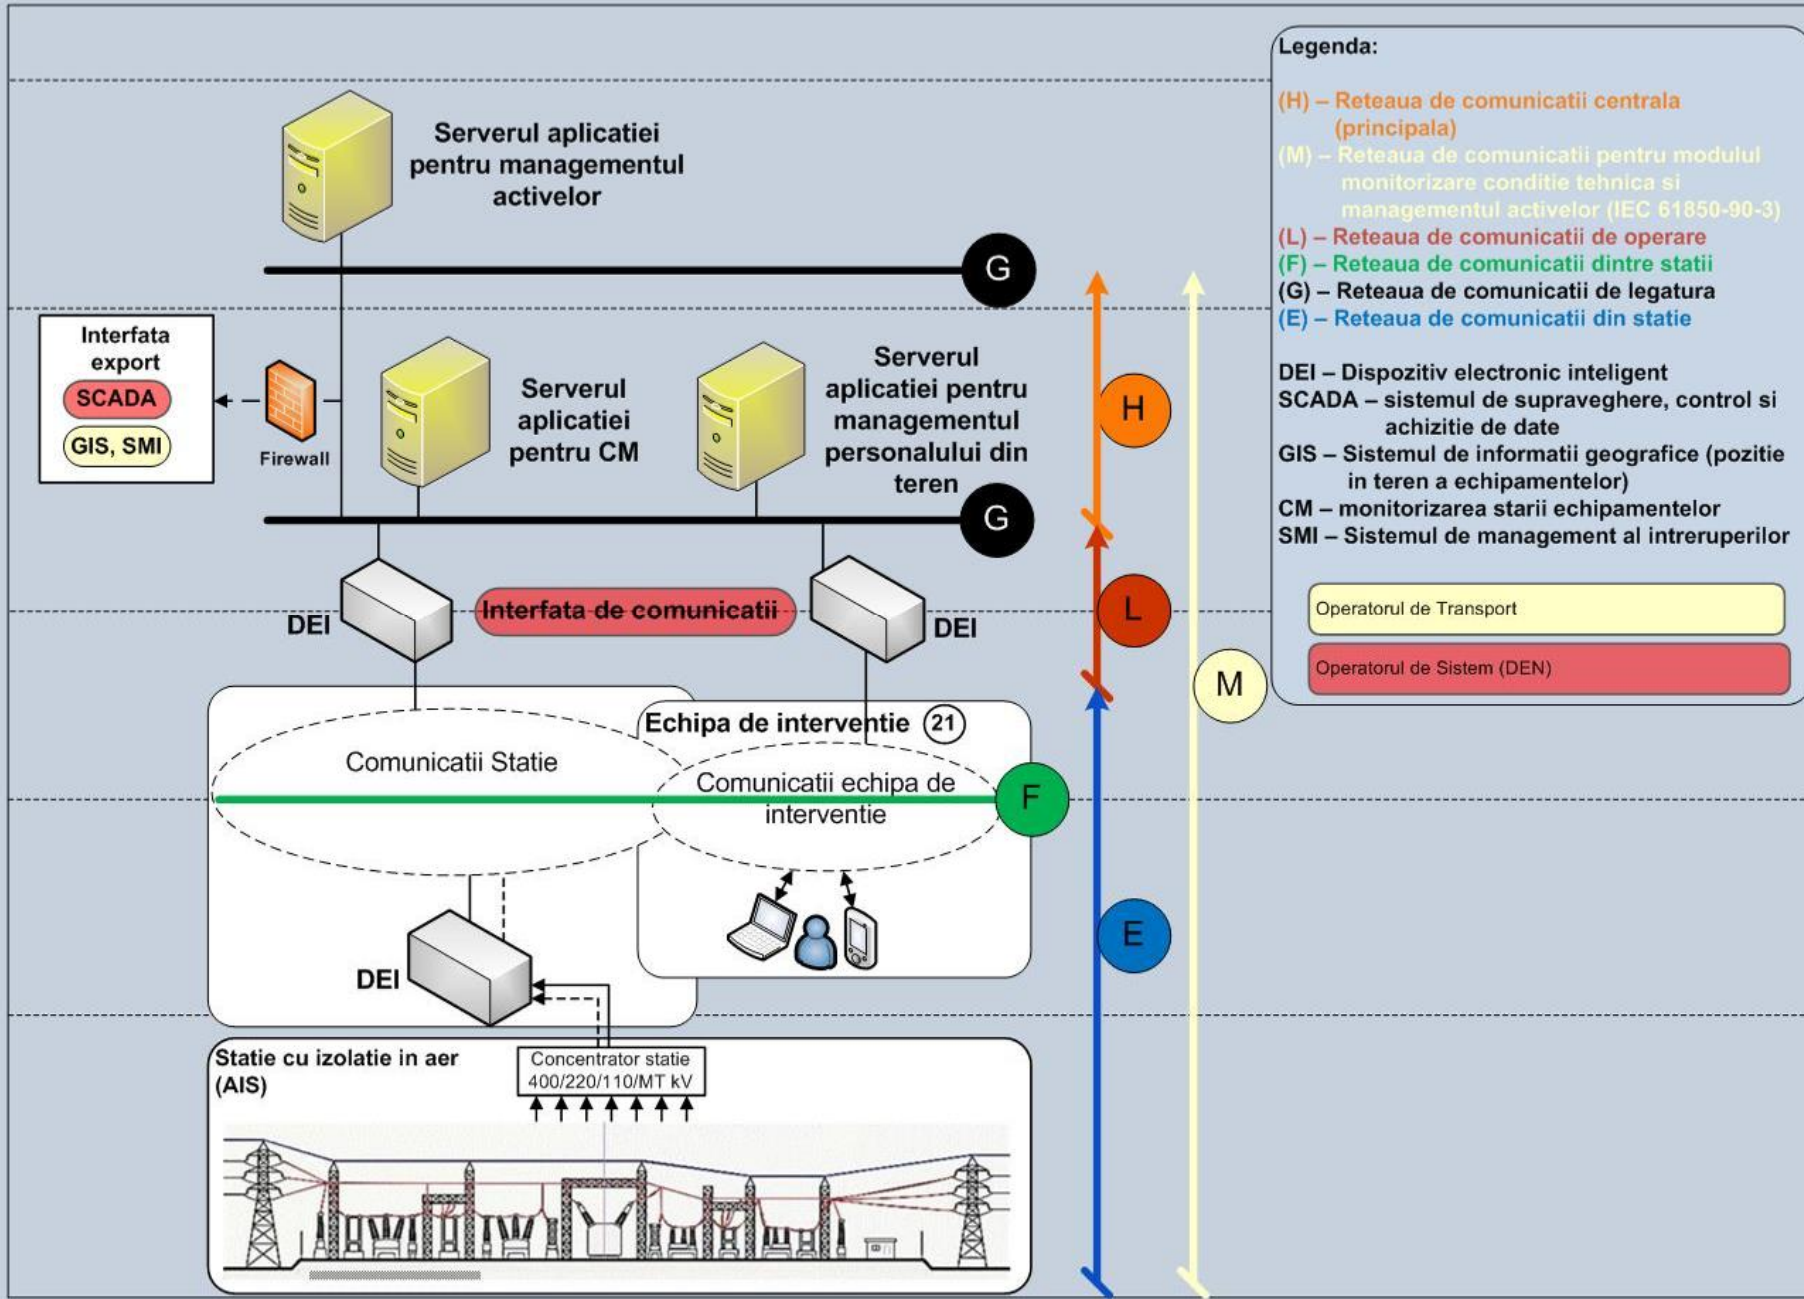 Serverul aplicatiei
pentru managementul
activelor
G
Interfata
export
SCADA
GIS, SMI
Firewall
Serverul
aplicatiei
pentru CM
Serverul
aplicatiei pentru
managementul
personalului din
teren
G
H
DEI
Interfata de comunicatii
DEI
L
M
Echipa de interventie 21
Comunicatii Statie
Comunicatii echipa de
interventie
F
E
DEI
Statie cu izolatie in aer
(AIS)
Concentrator statie
400/220/110/MT kV
Legenda:
(H) – Reteaua de comunicatii centrala
(principala)
(M) – Reteaua de comunicatii pentru modulul
monitorizare conditie tehnica si
managementul activelor (IEC 61850-90-3)
(L) – Reteaua de comunicatii de operare
(F) – Reteaua de comunicatii dintre statii
(G) – Reteaua de comunicatii de legatura
(E) – Reteaua de comunicatii din statie
DEI – Dispozitiv electronic inteligent
SCADA – sistemul de supraveghere, control si
achizitie de date
GIS – Sistemul de informatii geografice (pozitie
in teren a echipamentelor)
CM – monitorizarea starii echipamentelor
SMI – Sistemul de management al intreruperilor
Operatorul de Transport
Operatorul de Sistem (DEN)